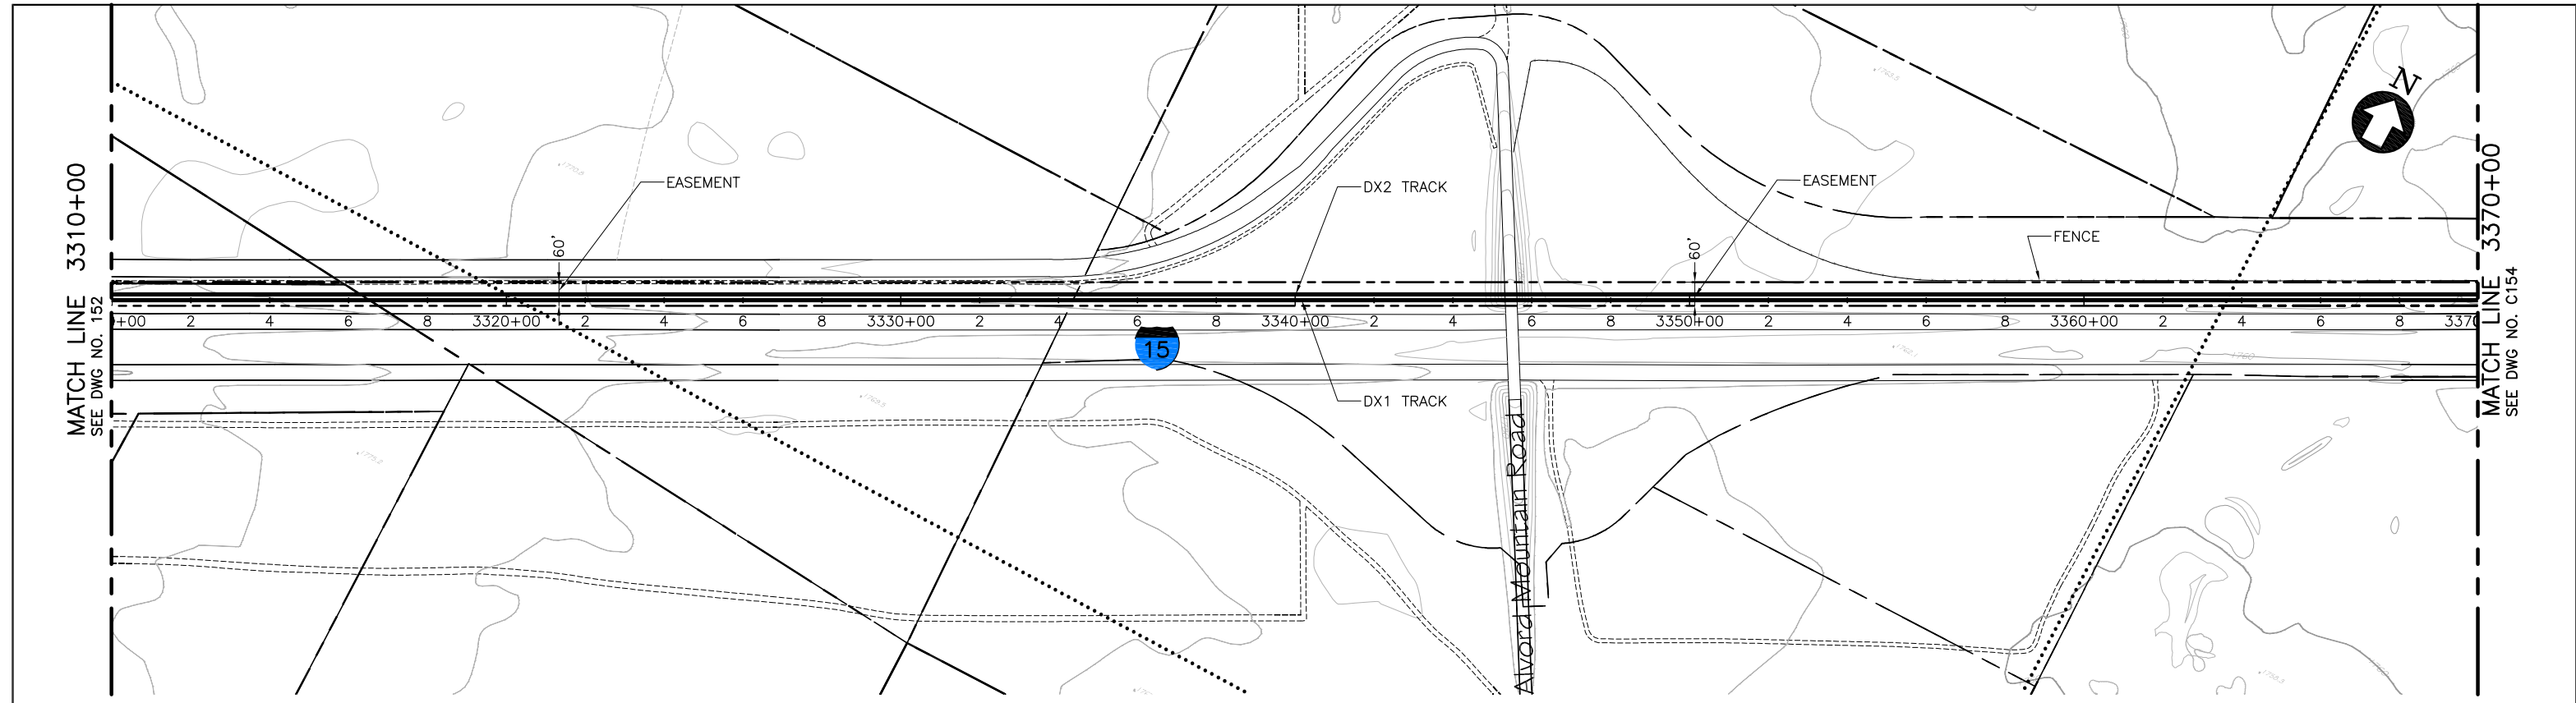 MATCH LINE 3310+00
SEE DWG NO. 152
EASEMENT
60'
DX2 TRACK
60'
EASEMENT
FENCE
N
0+00 2 4 6 8 3320+00 2 4 6 8 3330+00 2 4 6 8 3340+00 2 4 6 8 3350+00 2 4 6 8 3360+00 2 4 6 8 3370
15
DX1 TRACK
Alvord Mountain Road
1760
MATCH LINE 3370+00
SEE DWG NO. C154